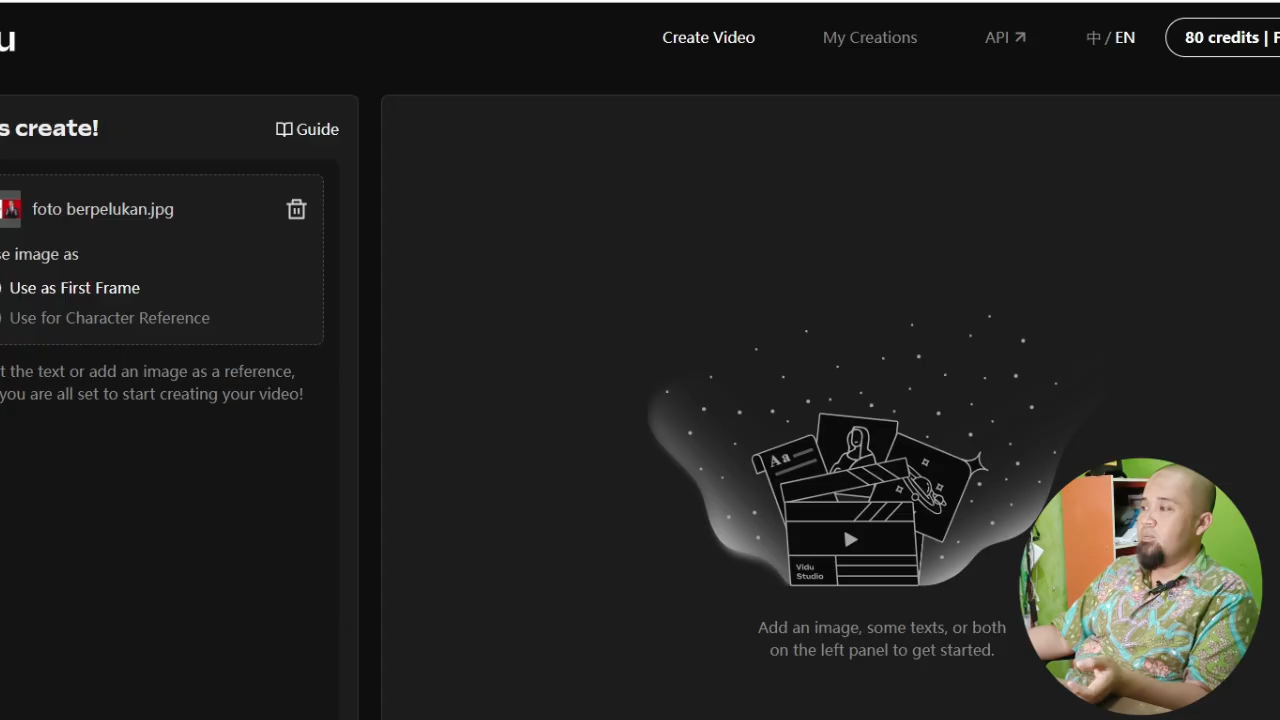 u
Create Video
My Creations
API
中 / EN
80 credits | F
s create!
Guide
foto berpelukan.jpg
se image as
Use as First Frame
Use for Character Reference
t the text or add an image as a reference,
you are all set to start creating your video!
Aa
Vidu
Studio
Add an image, some texts, or both
on the left panel to get started.